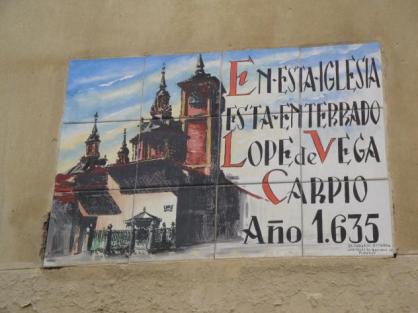 EN·ESTA·IGLESIA
ESTA·ENTERRADO
LOPE de VEGA
CARPIO
AÑO 1.635